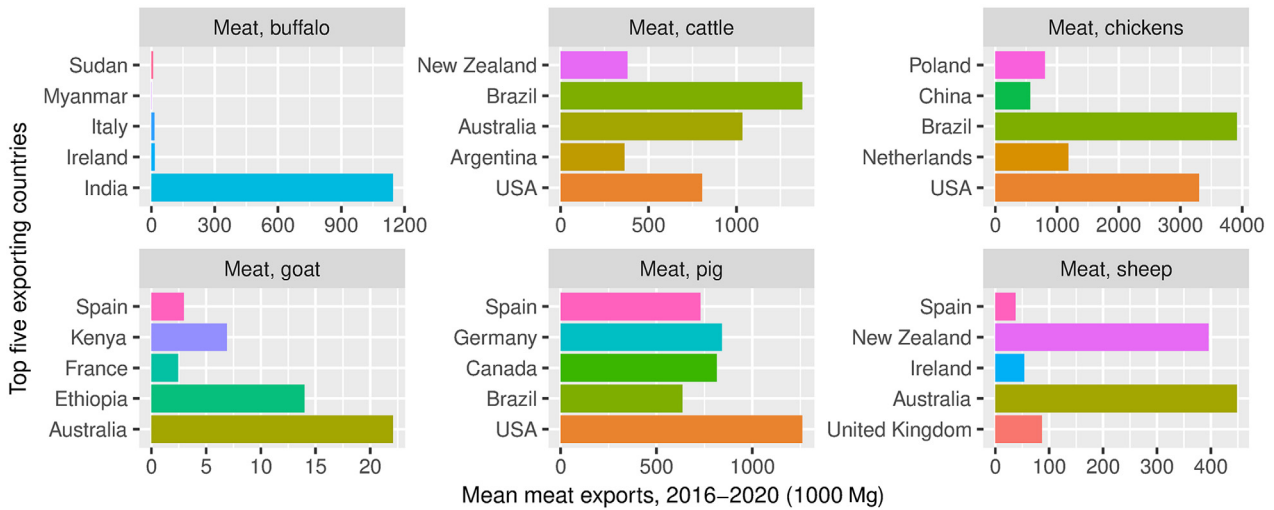 Top five exporting countries
Meat, buffalo
Sudan
Myanmar
Italy
Ireland
India
0 300 600 900 1200
Meat, cattle
New Zealand
Brazil
Australia
Argentina
USA
0 500 1000
Meat, chickens
Poland
China
Brazil
Netherlands
USA
0 1000 2000 3000 4000
Meat, goat
Spain
Kenya
France
Ethiopia
Australia
0 5 10 15 20
Meat, pig
Spain
Germany
Canada
Brazil
USA
0 500 1000
Meat, sheep
Spain
New Zealand
Ireland
Australia
United Kingdom
0 100 200 300 400
Mean meat exports, 2016−2020 (1000 Mg)